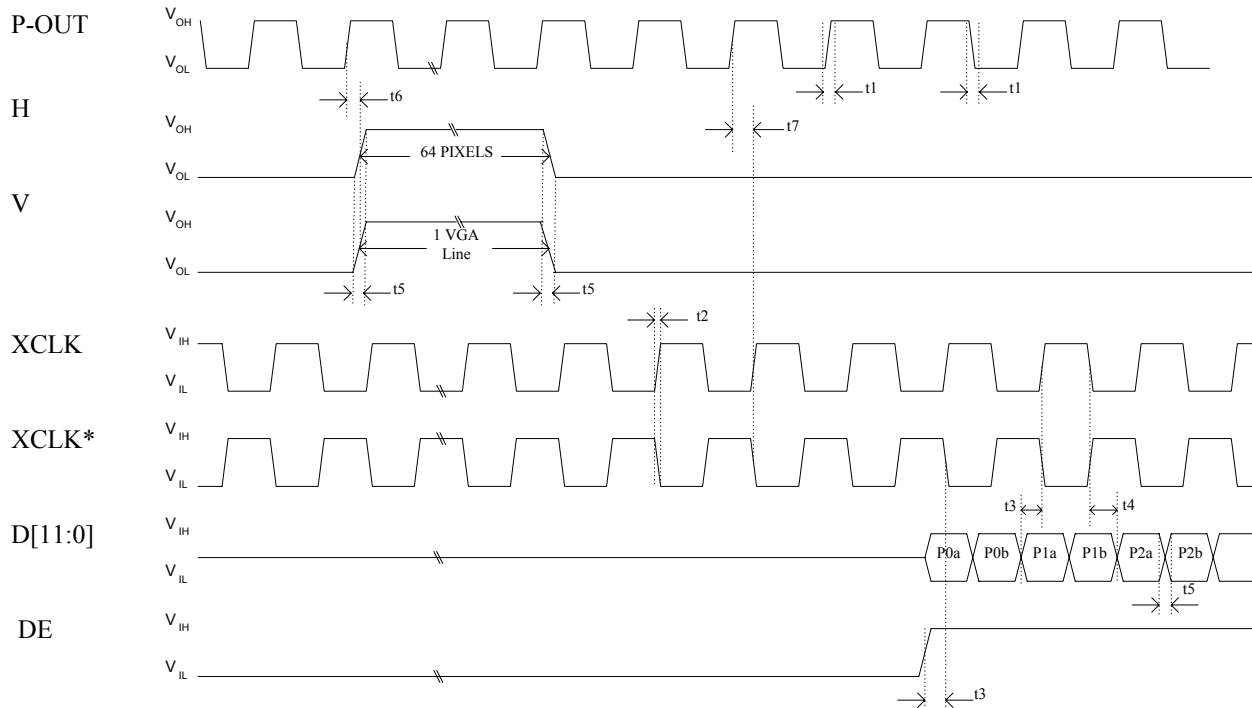 P-OUT
VOH
VOL
t6
t1
t1
H
VOH
64 PIXELS
t7
VOL
V
VOH
1 VGA
Line
VOL
t5
t5
t2
XCLK
VIH
VIL
XCLK*
VIH
VIL
t3
t4
D[11:0]
VIH
P0a
P0b
P1a
P1b
P2a
P2b
VIL
t5
DE
VIH
VIL
t3